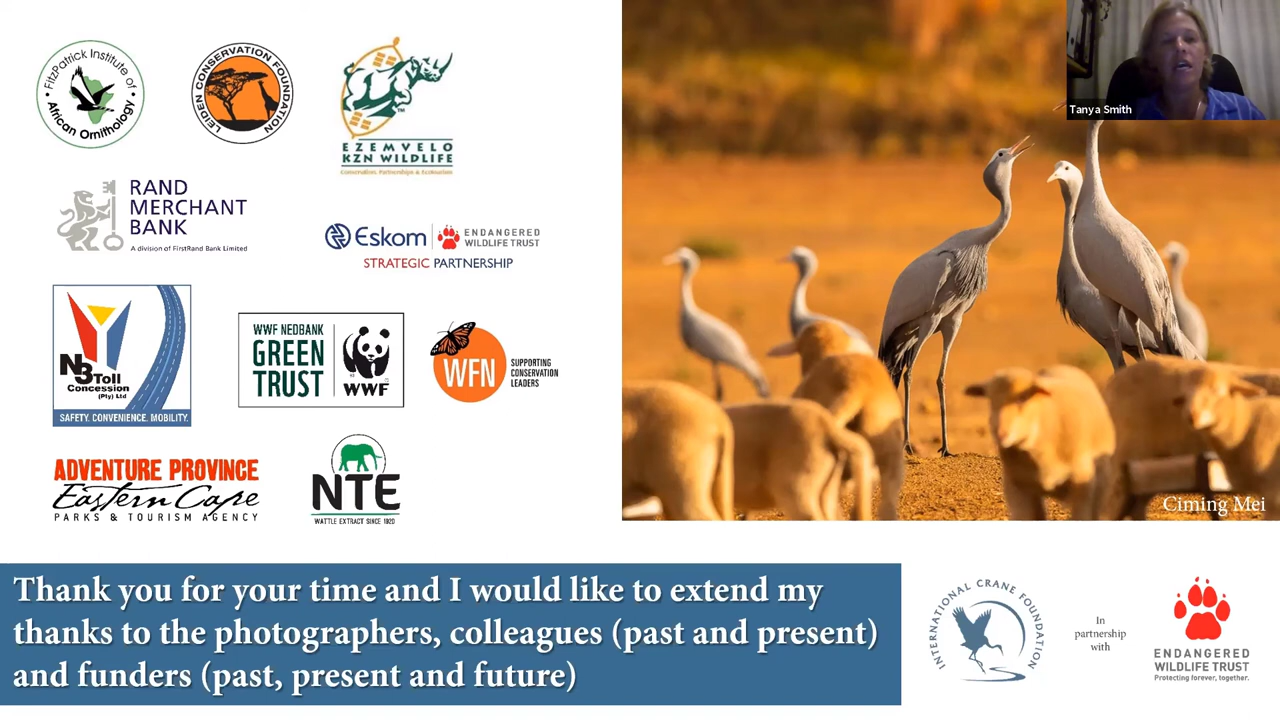 FitzPatrick Institute of
African Ornithology
LEIDEN CONSERVATION FOUNDATION
EZEMVELO
KZN WILDLIFE
Conservation, Partnerships & Ecotourism
RAND
MERCHANT
BANK
A division of FirstRand Bank Limited
Eskom
ENDANGERED
WILDLIFE TRUST
STRATEGIC PARTNERSHIP
N3 Toll
Concession
(Pty) Ltd
SAFETY. CONVENIENCE. MOBILITY.
WWF NEDBANK
GREEN
TRUST
WWF
WFN
SUPPORTING
CONSERVATION
LEADERS
ADVENTURE PROVINCE
Eastern Cape
PARKS & TOURISM AGENCY
NTE
WATTLE EXTRACT SINCE 1920
Tanya Smith
Ciming Mei
Thank you for your time and I would like to extend my
thanks to the photographers, colleagues (past and present)
and funders (past, present and future)
INTERNATIONAL CRANE FOUNDATION
In
partnership
with
ENDANGERED
WILDLIFE TRUST
Protecting forever, together.